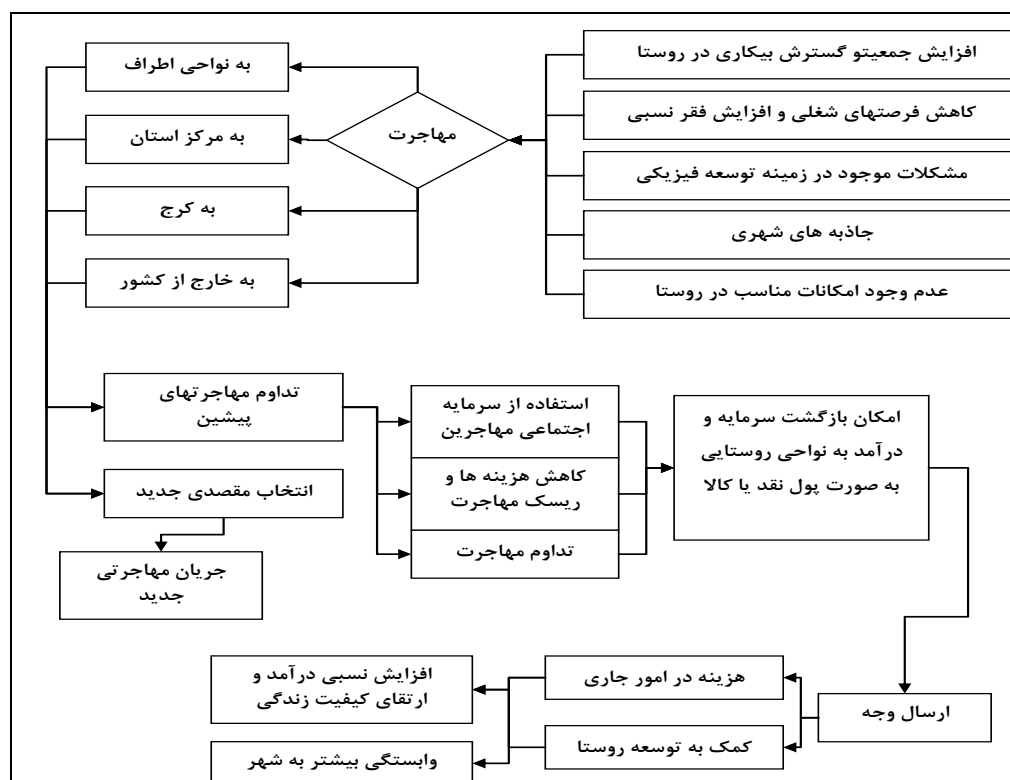 افزایش جمعیتو گسترش بیکاری در روستا
کاهش فرصتهای شغلی و افزایش فقر نسبی
مشکلات موجود در زمینه توسعه فیزیکی
جاذبه های شهری
عدم وجود امکانات مناسب در روستا
مهاجرت
به نواحی اطراف
به مرکز استان
به کرج
به خارج از کشور
تداوم مهاجرتهای
پیشین
انتخاب مقصدی جدید
جریان مهاجرتی
جدید
استفاده از سرمایه
اجتماعی مهاجرین
کاهش هزینه ها و
ریسک مهاجرت
تداوم مهاجرت
امکان بازگشت سرمایه و
درآمد به نواحی روستایی
به صورت پول نقد یا کالا
ارسال وجه
هزینه در امور جاری
کمک به توسعه روستا
افزایش نسبی درآمد و
ارتقای کیفیت زندگی
وابستگی بیشتر به شهر